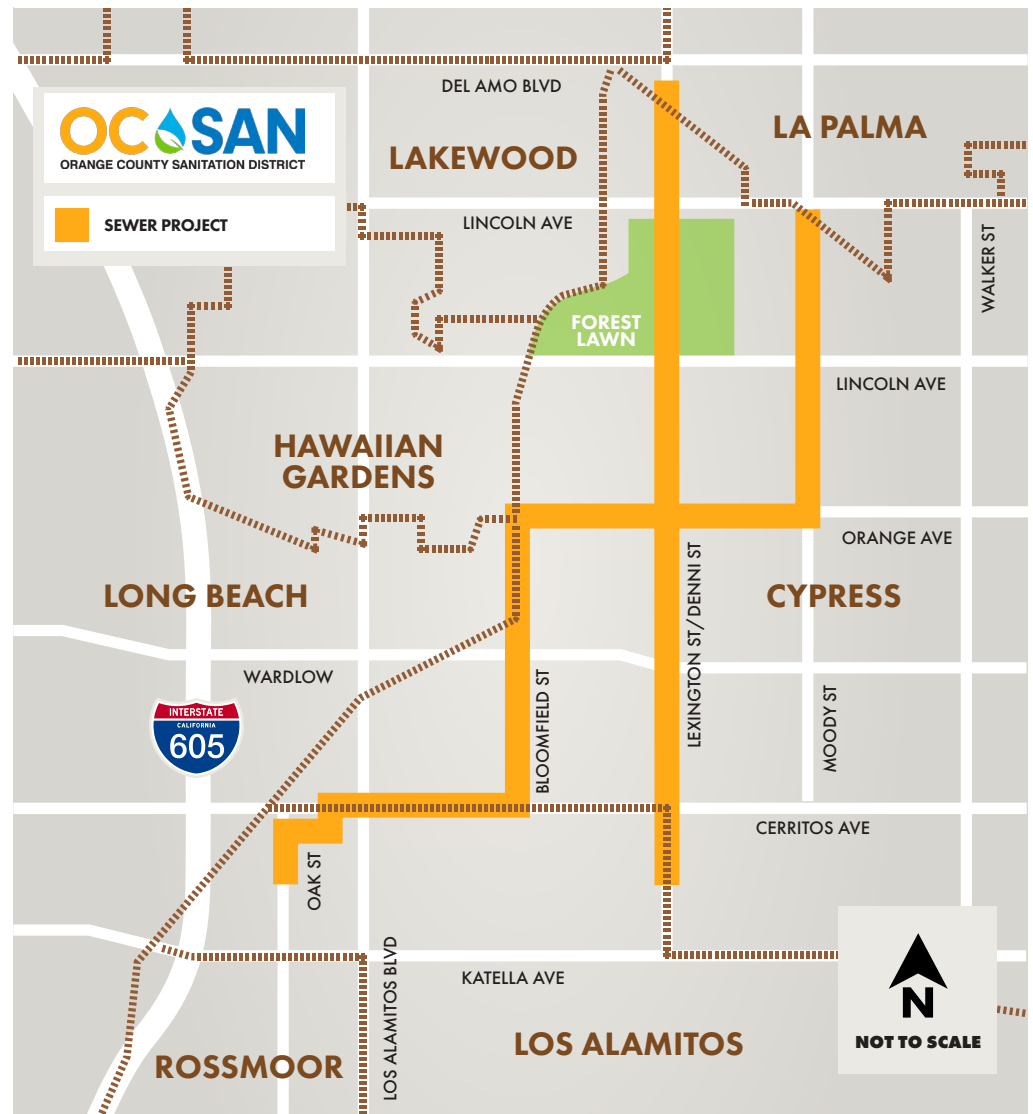 DEL AMO BLVD
OC SAN
ORANGE COUNTY SANITATION DISTRICT
LA PALMA
LAKEWOOD
SEWER PROJECT
LINCOLN AVE
WALKER ST
FOREST
LAWN
LINCOLN AVE
HAWAIIAN
GARDENS
ORANGE AVE
LONG BEACH
CYPRESS
LEXINGTON ST/DENNI ST
WARDLOW
BLOOMFIELD ST
MOODY ST
INTERSTATE
CALIFORNIA
605
CERRITOS AVE
OAK ST
LOS ALAMITOS BLVD
KATELLA AVE
N
NOT TO SCALE
LOS ALAMITOS
ROSSMOOR